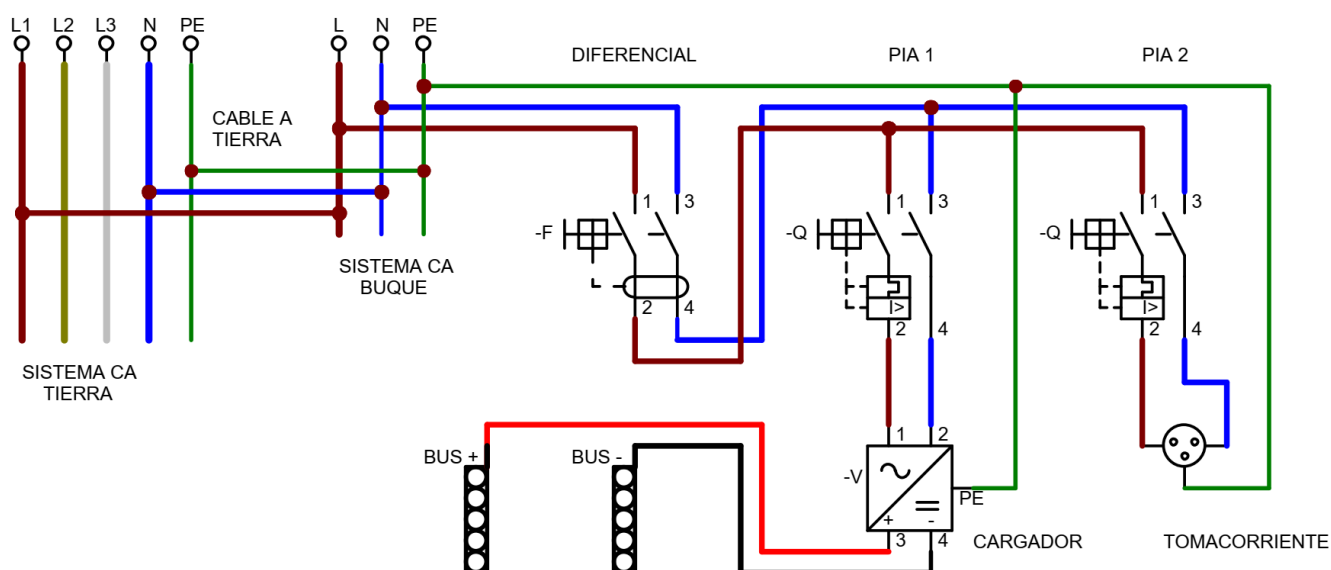 L1 L2 L3 N PE L N PE
DIFERENCIAL PIA 1 PIA 2
CABLE A
TIERRA
1 3 1 3 1 3
-F -Q -Q
SISTEMA CA
BUQUE
I> I>
2 4 2 4 2 4
SISTEMA CA
TIERRA
1 2
BUS + BUS -
-V
PE
+ -
3 4 CARGADOR TOMACORRIENTE